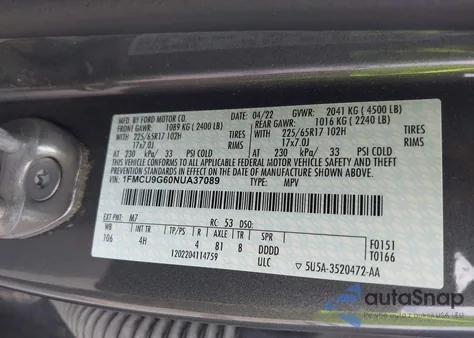 MFD. BY FORD MOTOR CO.
DATE: 04/22 GVWR: 2041 KG ( 4500 LB)
FRONT GAWR: 1089 KG ( 2400 LB) REAR GAWR: 1016 KG ( 2240 LB)
WITH 225/65R17 102H TIRES WITH 225/65R17 102H TIRES
17x7.0J RIMS 17x7.0J RIMS
AT 230 kPa/ 33 PSI COLD AT 230 kPa/ 33 PSI COLD
THIS VEHICLE CONFORMS TO ALL APPLICABLE FEDERAL MOTOR VEHICLE SAFETY, BUMPER, AND THEFT
PREVENTION STANDARDS IN EFFECT ON THE DATE OF MANUFACTURE SHOWN ABOVE.
VIN: 1FMCU9G60NUA37089 TYPE: MPV
EXT PNT: M7 RC: 53 DSO: F0151
WB INT TR TP/PS R AXLE TR SPR T0166
106 4H 4 B1 8 DDDD
1202204114759 ULC 5U5A-3520472-AA
autoSnap